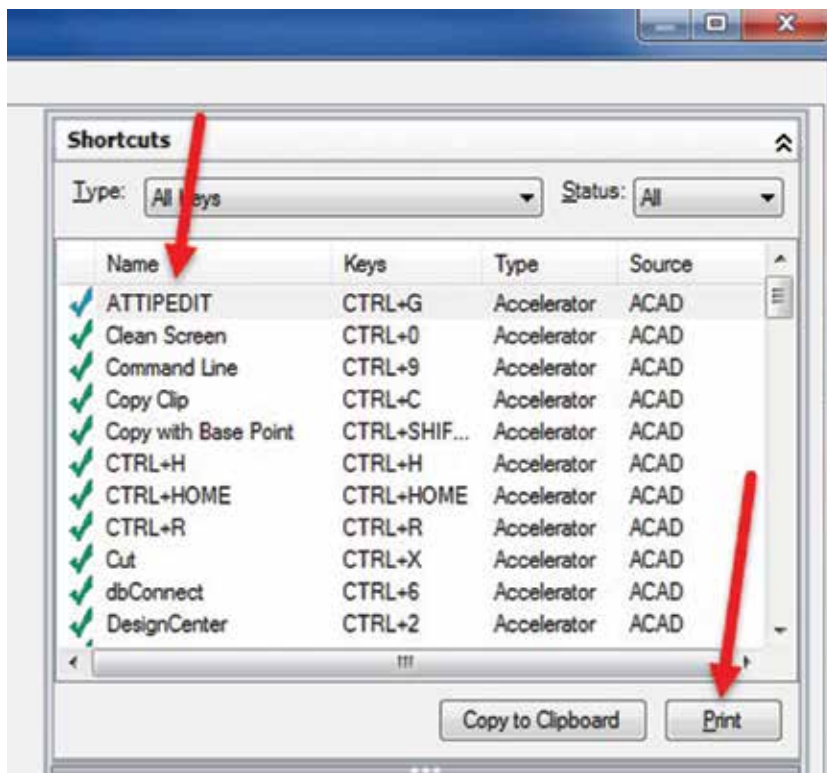 Shortcuts
Type: All Keys Status: All
Name Keys Type Source
ATTIPEDIT CTRL+G Accelerator ACAD
Clean Screen CTRL+0 Accelerator ACAD
Command Line CTRL+9 Accelerator ACAD
Copy Clip CTRL+C Accelerator ACAD
Copy with Base Point CTRL+SHIF... Accelerator ACAD
CTRL+H CTRL+H Accelerator ACAD
CTRL+HOME CTRL+HOME Accelerator ACAD
CTRL+R CTRL+R Accelerator ACAD
Cut CTRL+X Accelerator ACAD
dbConnect CTRL+6 Accelerator ACAD
DesignCenter CTRL+2 Accelerator ACAD
Copy to Clipboard Print